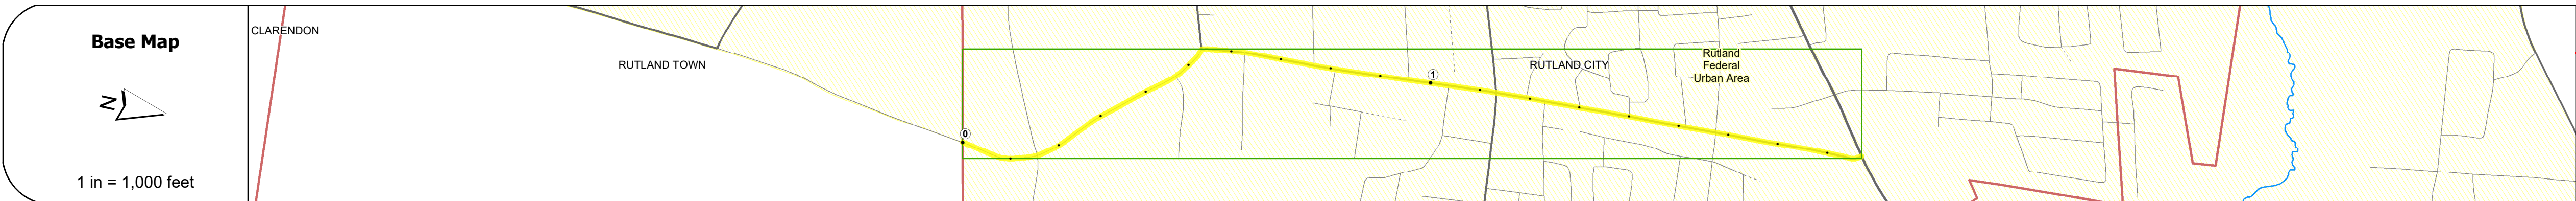 Base Map
N
1 in = 1,000 feet
CLARENDON
RUTLAND TOWN
0
1
RUTLAND CITY
Rutland
Federal
Urban Area